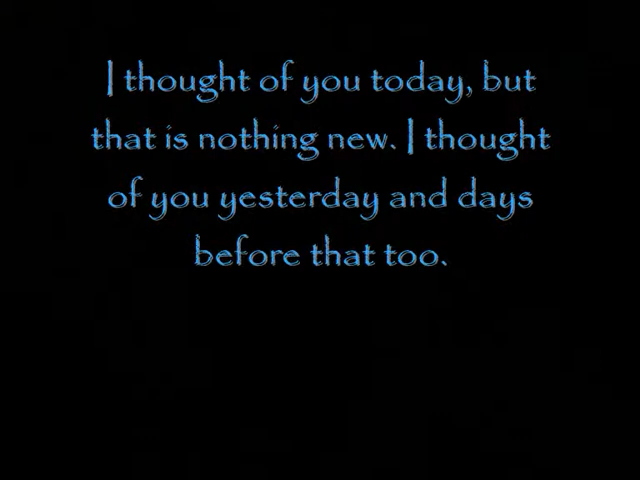 I thought of you today, but
that is nothing new. I thought
of you yesterday and days
before that too.